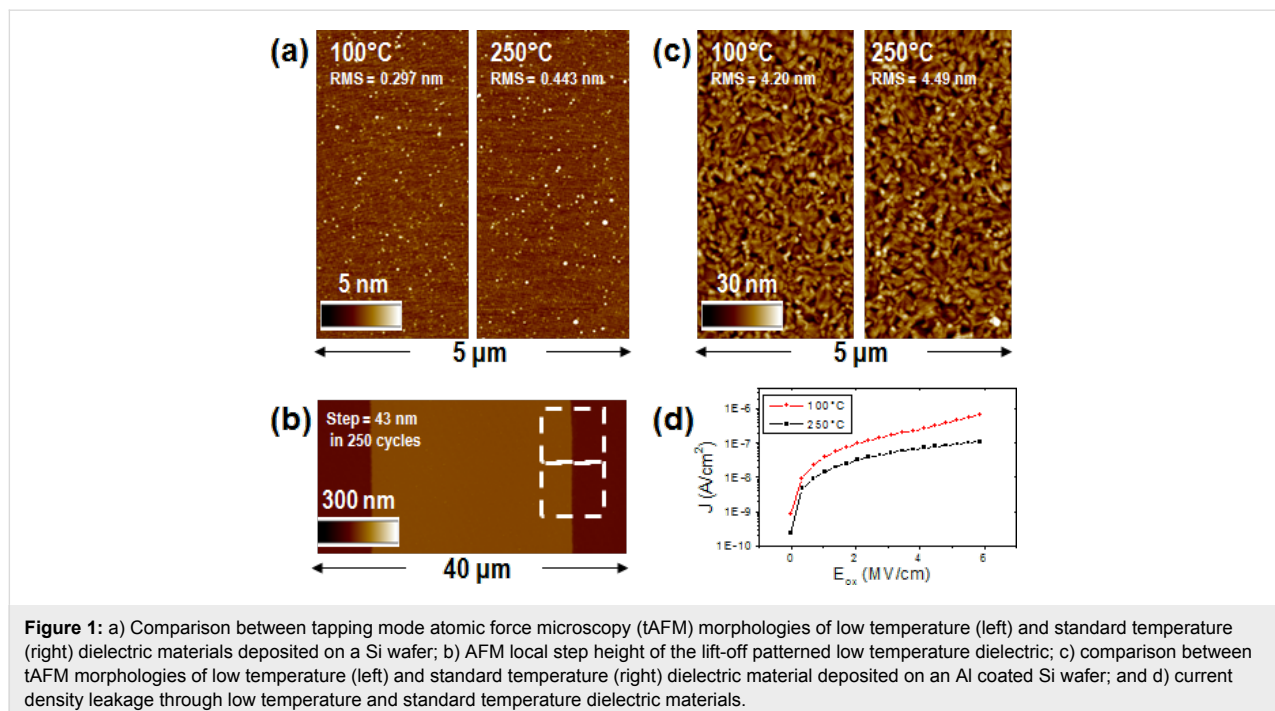 (a)
100°C
RMS = 0.297 nm
250°C
RMS = 0.443 nm
5 nm
5 µm
(c)
100°C
RMS = 4.20 nm
250°C
RMS = 4.49 nm
30 nm
5 µm
(b)
Step = 43 nm
in 250 cycles
300 nm
40 µm
(d)
100°C
250°C
1E-6
1E-7
1E-8
1E-9
1E-10
J (A/cm²)
0 2 4 6
Eox (MV/cm)
Figure 1: a) Comparison between tapping mode atomic force microscopy (tAFM) morphologies of low temperature (left) and standard temperature
(right) dielectric materials deposited on a Si wafer; b) AFM local step height of the lift-off patterned low temperature dielectric; c) comparison between
tAFM morphologies of low temperature (left) and standard temperature (right) dielectric material deposited on an Al coated Si wafer; and d) current
density leakage through low temperature and standard temperature dielectric materials.